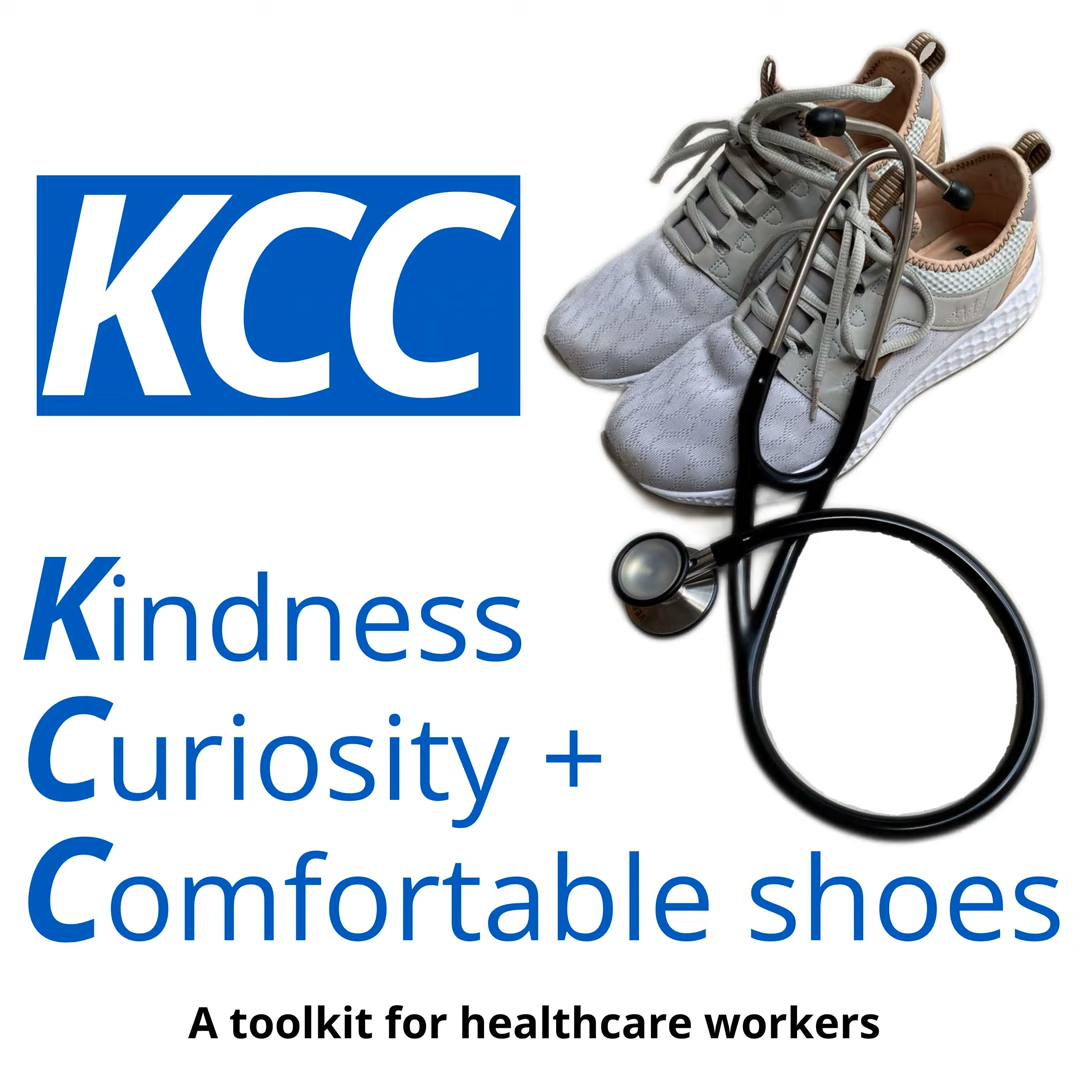 KCC
Kindness
Curiosity +
Comfortable shoes
A toolkit for healthcare workers